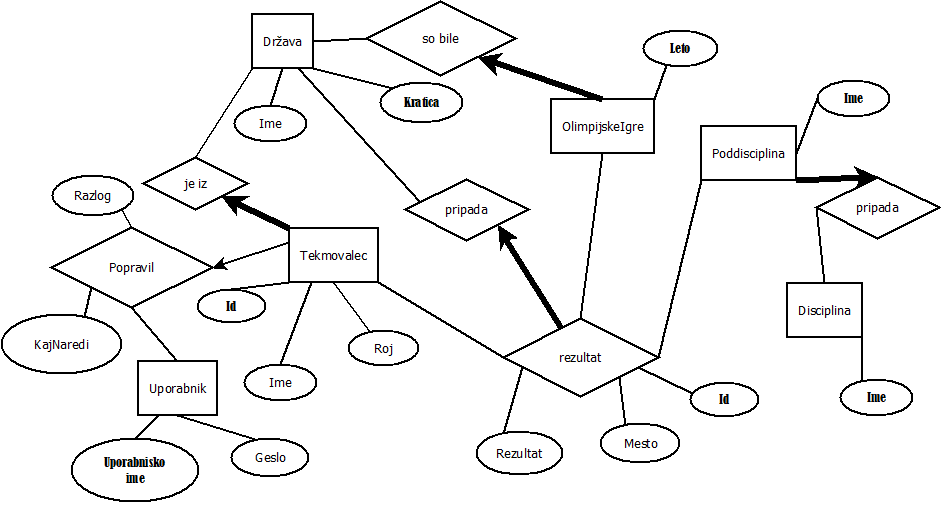 Država
so bile
Leto
Ime
Kratica
Ime
OlimpijskeIgre
Poddisciplina
je iz
Razlog
pripada
pripada
Tekmovalec
Popravil
Id
Disciplina
KajNaredi
Roj
rezultat
Uporabnik
Ime
Id
Ime
Mesto
Rezultat
Geslo
Uporabnisko
ime